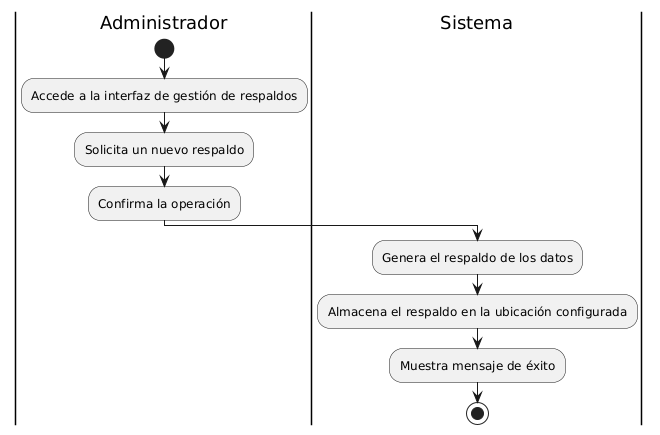 Administrador
Sistema
Accede a la interfaz de gestión de respaldos
Solicita un nuevo respaldo
Confirma la operación
Genera el respaldo de los datos
Almacena el respaldo en la ubicación configurada
Muestra mensaje de éxito